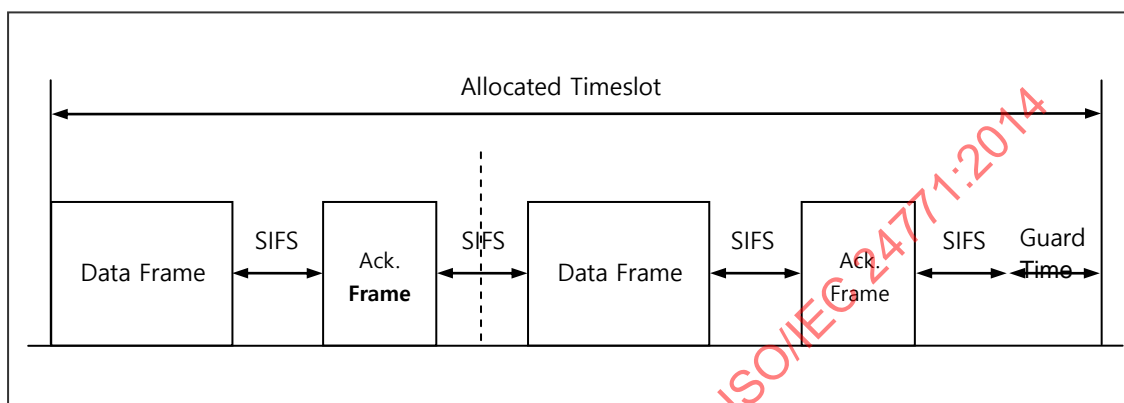 Allocated Timeslot
SIFS
SIFS
SIFS
SIFS
Guard
Time
Data Frame
Ack.
Frame
Data Frame
Ack.
Frame
ISO/IEC 24771:2014